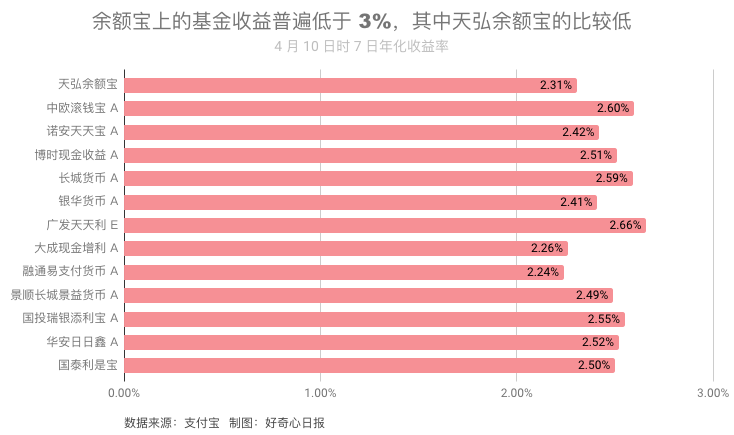 余额宝上的基金收益普遍低于 3%，其中天弘余额宝的比较低
4 月 10 日时 7 日年化收益率
天弘余额宝 2.31%
中欧滚钱宝 A 2.60%
诺安天天宝 A 2.42%
博时现金收益 A 2.51%
长城货币 A 2.59%
银华货币 A 2.41%
广发天天利 E 2.66%
大成现金增利 A 2.26%
融通易支付货币 A 2.24%
景顺长城景益货币 A 2.49%
国投瑞银添利宝 A 2.55%
华安日日鑫 A 2.52%
国泰利是宝 2.50%
0.00% 1.00% 2.00% 3.00%
数据来源：支付宝 制图：好奇心日报